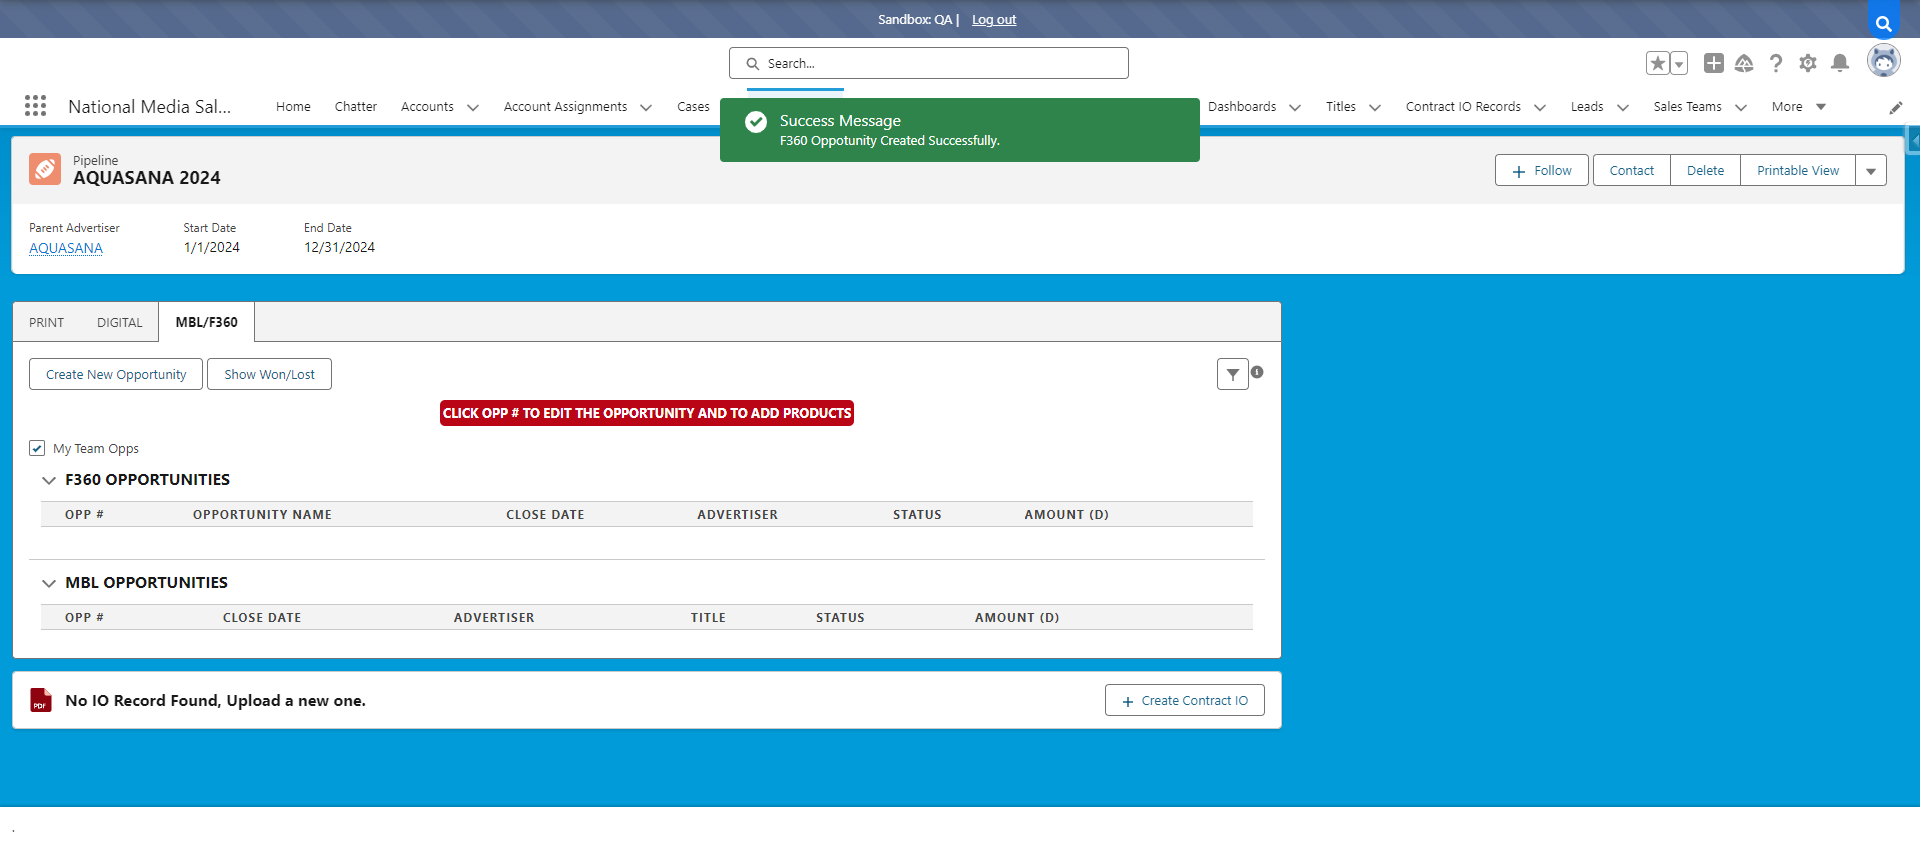 Sandbox: QA | Log out
Search...
National Media Sal...
Home Chatter Accounts Account Assignments Cases Dashboards Titles Contract IO Records Leads Sales Teams More
Success Message
F360 Oppotunity Created Successfully.
Pipeline
AQUASANA 2024
Follow Contact Delete Printable View
Parent Advertiser Start Date End Date
AQUASANA 1/1/2024 12/31/2024
PRINT DIGITAL MBL/F360
Create New Opportunity Show Won/Lost
CLICK OPP # TO EDIT THE OPPORTUNITY AND TO ADD PRODUCTS
My Team Opps
F360 OPPORTUNITIES
OPP # OPPORTUNITY NAME CLOSE DATE ADVERTISER STATUS AMOUNT (D)
MBL OPPORTUNITIES
OPP # CLOSE DATE ADVERTISER TITLE STATUS AMOUNT (D)
PDF
No IO Record Found, Upload a new one.
Create Contract IO
.